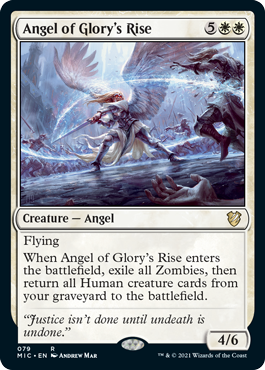 Angel of Glory's Rise 5
Creature — Angel
Flying
When Angel of Glory's Rise enters
the battlefield, exile all Zombies, then
return all Human creature cards from
your graveyard to the battlefield.
“Justice isn't done until undeath is
undone.”
4/6
079 R
MIC • EN ANDREW MAR ™ & © 2021 Wizards of the Coast